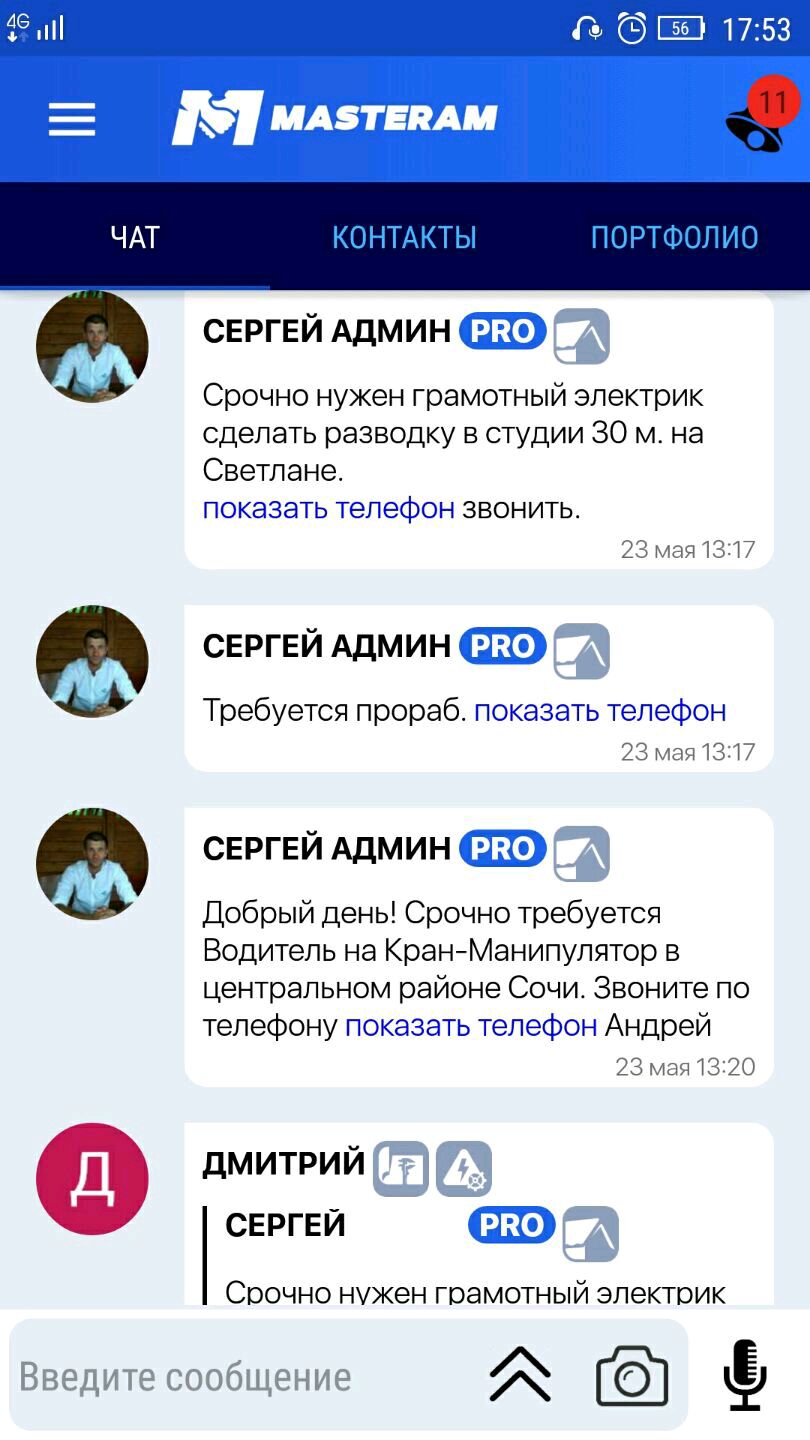 4G 56 17:53
MASTERAM 11
ЧАТ КОНТАКТЫ ПОРТФОЛИО
СЕРГЕЙ АДМИН PRO
Срочно нужен грамотный электрик
сделать разводку в студии 30 м. на
Светлане.
показать телефон звонить.
23 мая 13:17
СЕРГЕЙ АДМИН PRO
Требуется прораб. показать телефон
23 мая 13:17
СЕРГЕЙ АДМИН PRO
Добрый день! Срочно требуется
Водитель на Кран-Манипулятор в
центральном районе Сочи. Звоните по
телефону показать телефон Андрей
23 мая 13:20
Д
ДМИТРИЙ
СЕРГЕЙ PRO
Срочно нужен грамотный электрик
Введите сообщение